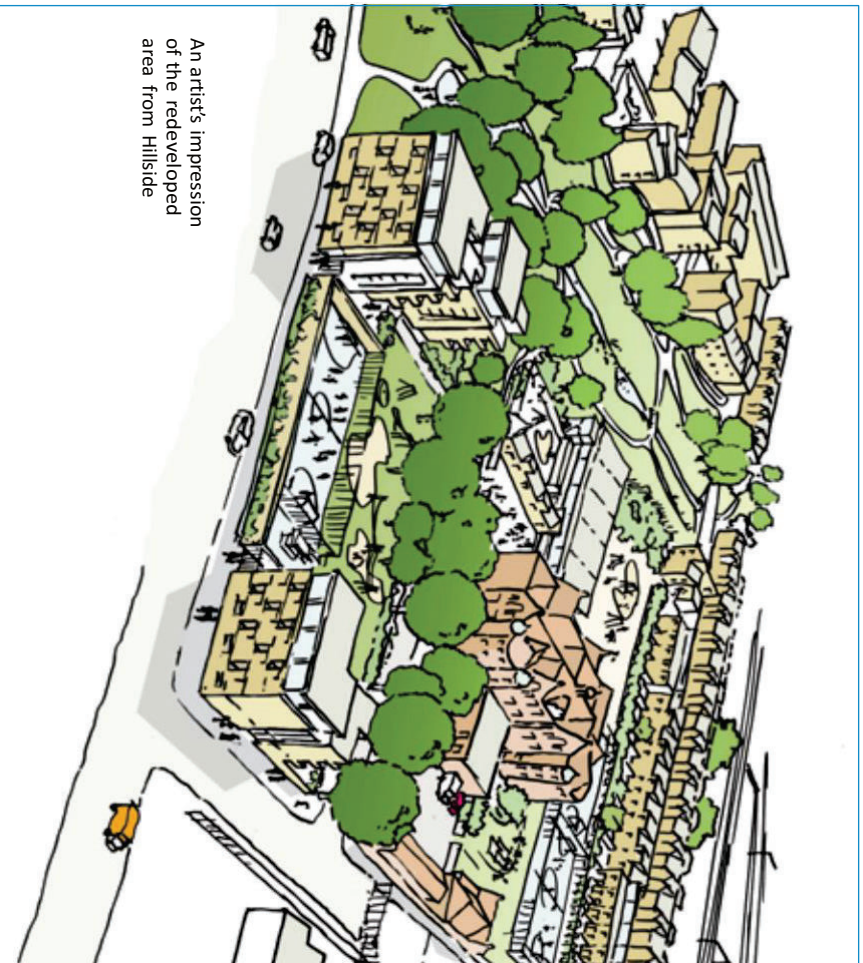 An artist's impression
of the redeveloped
area from Hillside